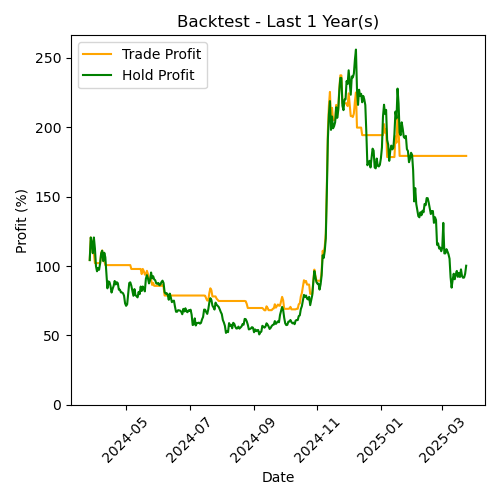 Backtest - Last 1 Year(s)
Trade Profit
Hold Profit
Profit (%)
250
200
150
100
50
0
2024-05
2024-07
2024-09
2024-11
2025-01
2025-03
Date